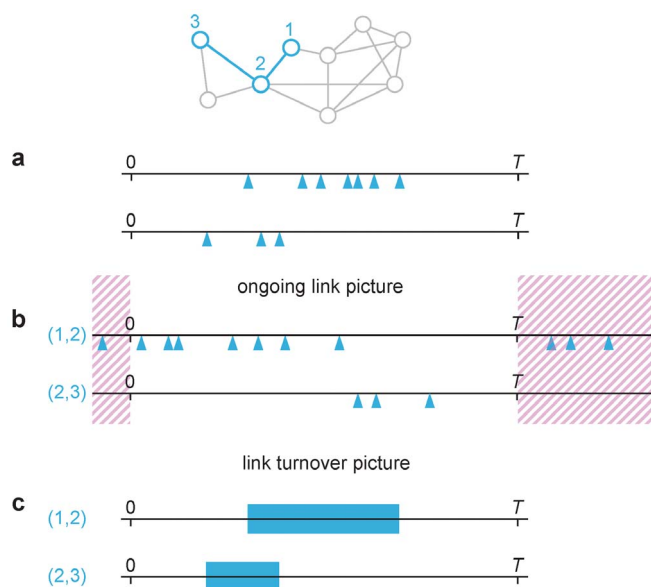 3
1
2
a
0 T
0 T
ongoing link picture
b
(1,2)
0 T
(2,3)
0 T
link turnover picture
c
(1,2)
0 T
(2,3)
0 T